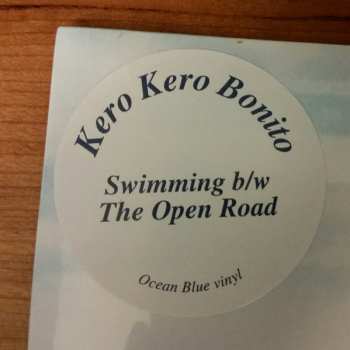 Kero Kero Bonito
Swimming b/w
The Open Road
Ocean Blue vinyl